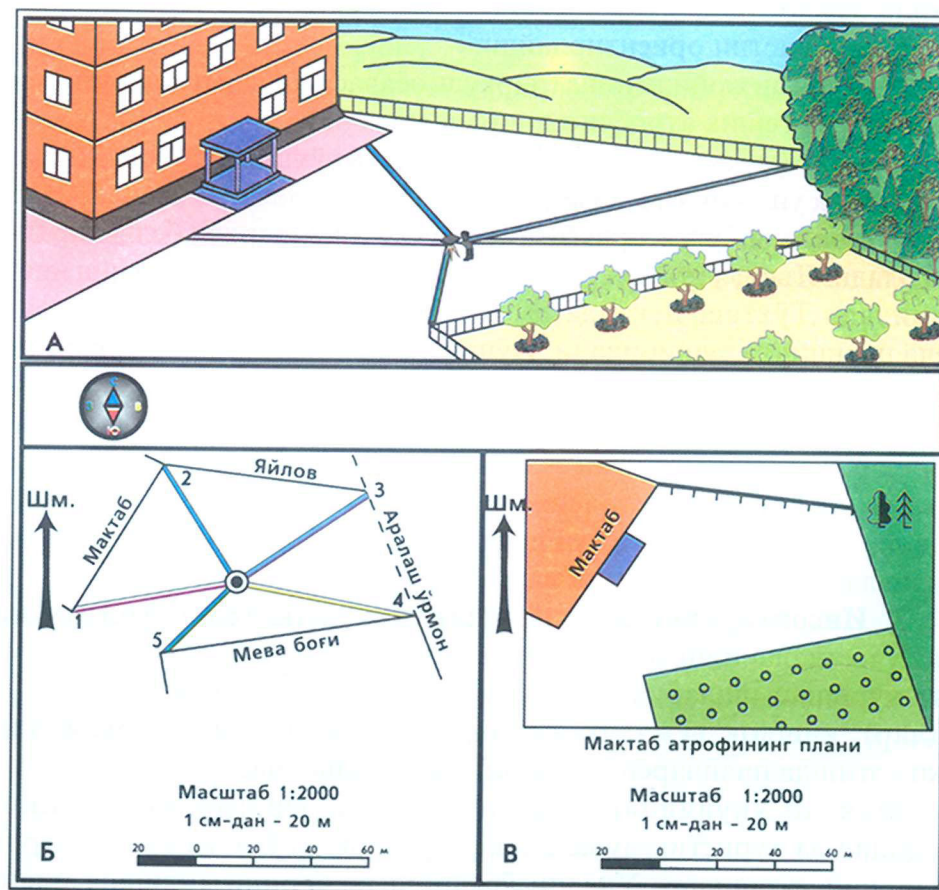 А
С
З В
Ю
Шм.
Мактаб
Яйлов
Аралаш ўрмон
Мева боғи
1
2
3
4
5
Масштаб 1:2000
1 см-дан - 20 м
Б
20 0 20 40 60 м
Шм.
Мактаб
Мактаб атрофининг плани
Масштаб 1:2000
1 см-дан - 20 м
В
20 0 20 40 60 м